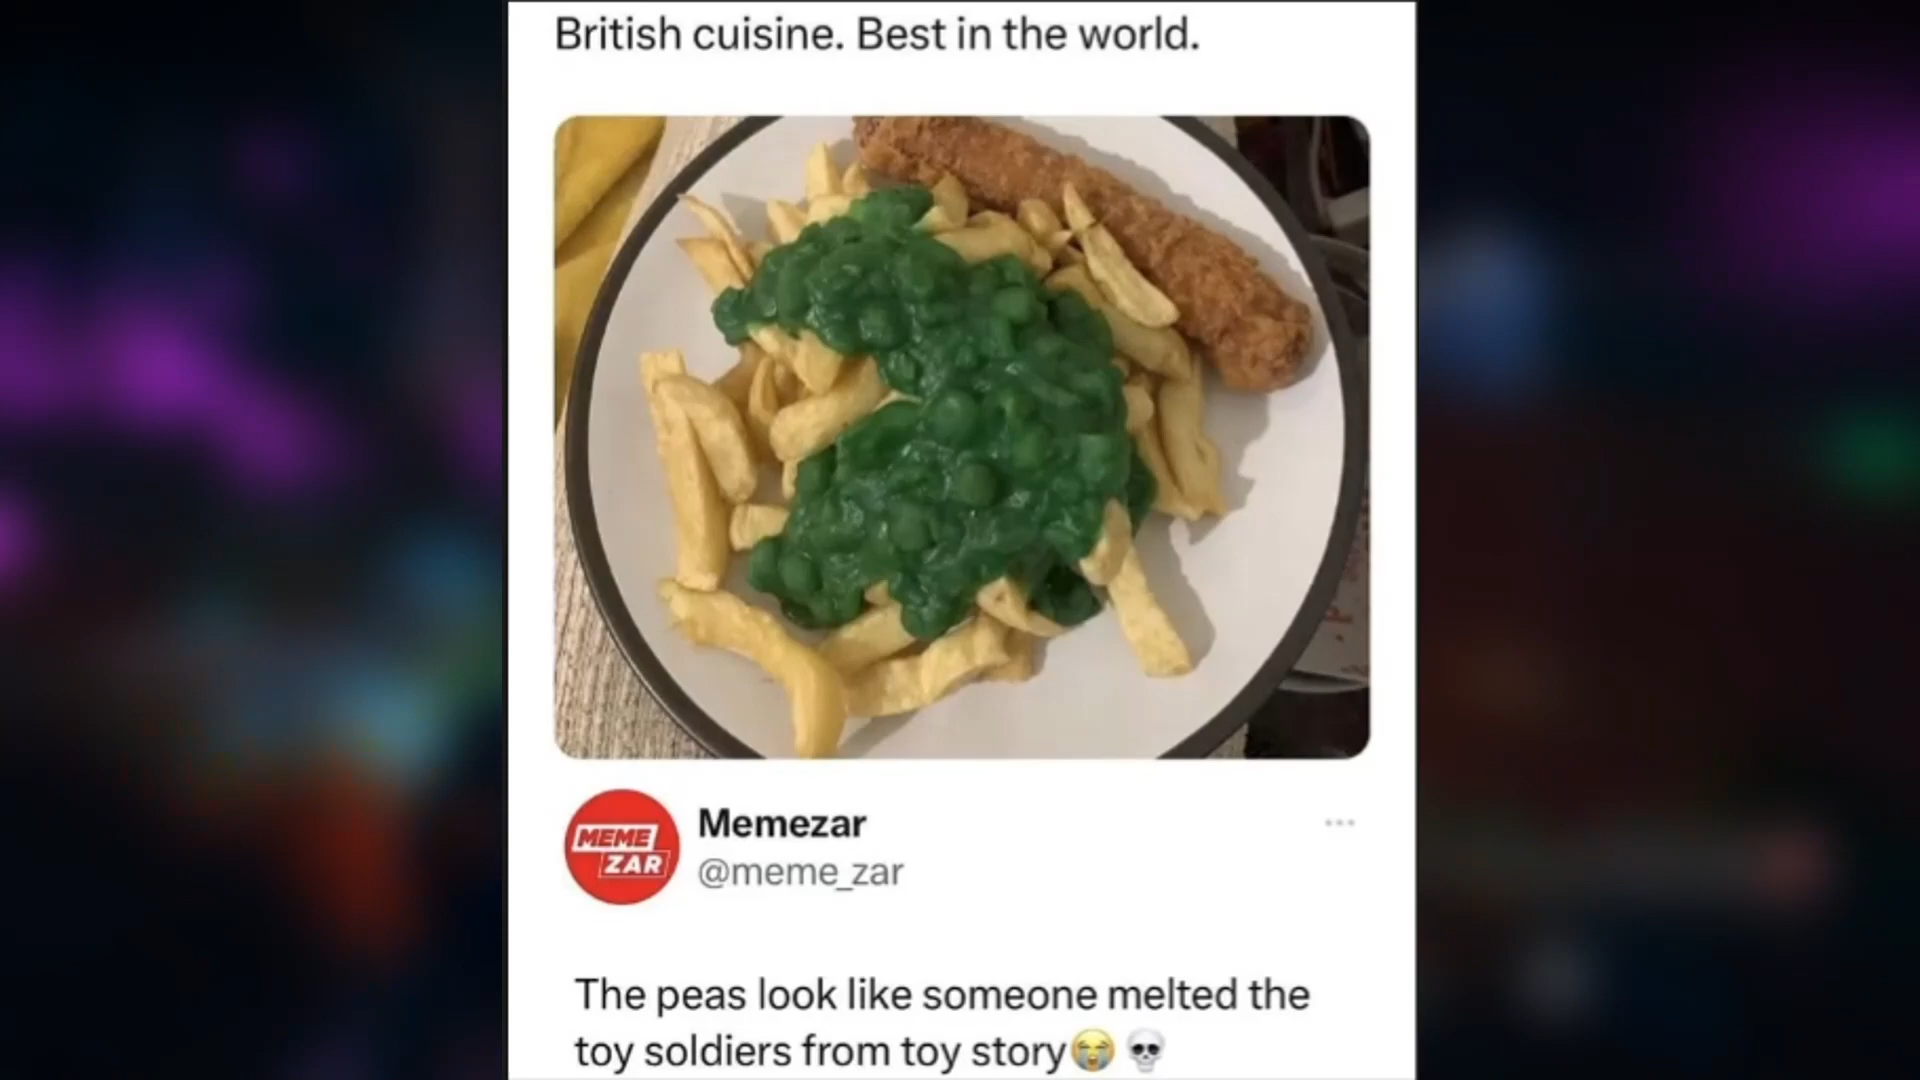 British cuisine. Best in the world.
MEME
ZAR
Memezar
@meme_zar
The peas look like someone melted the
toy soldiers from toy story😭💀